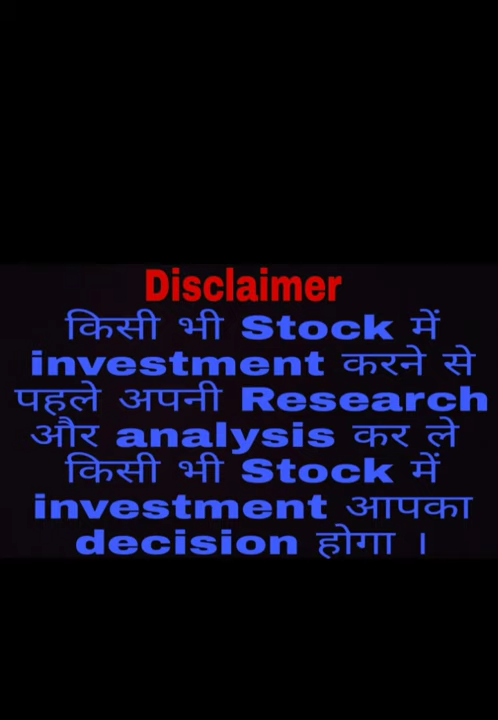 Disclaimer
किसी भी Stock में
investment करने से
पहले अपनी Research
और analysis कर ले
किसी भी Stock में
investment आपका
decision होगा ।